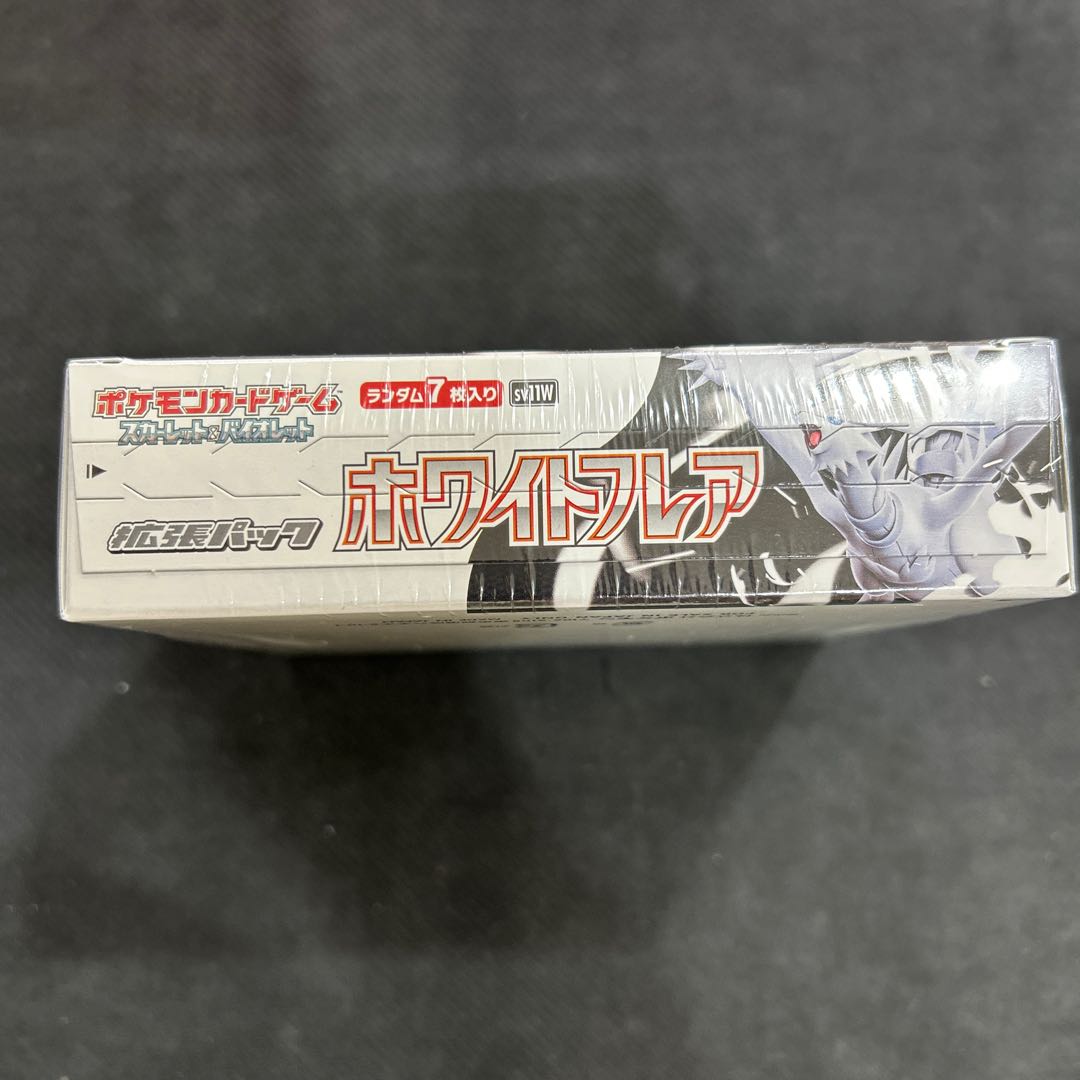 ポケモンカードゲーム™
スカーレット&バイオレット
ランダム7枚入り
sv11W
拡張パック
ホワイトフレア